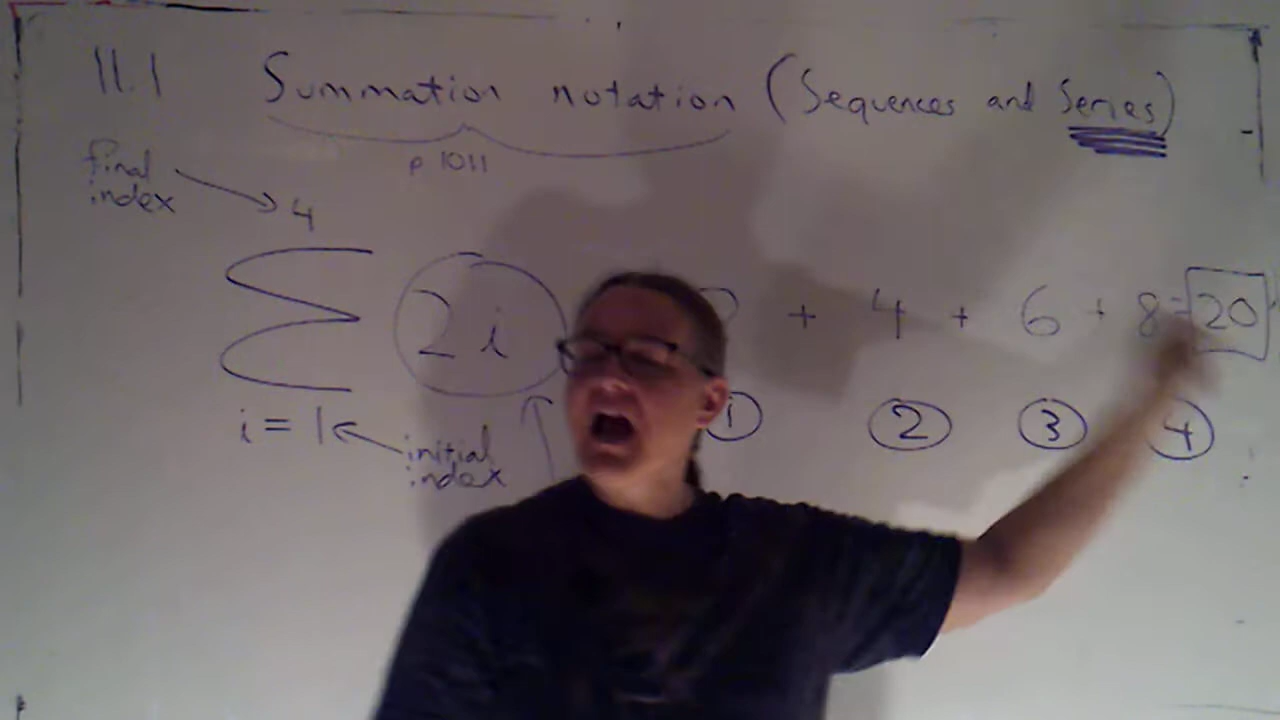 11.1 Summation notation (Sequences and Series)
p 1011
final
index
4
Σ 2i + 4 + 6 + 8 = 20
i = 1
initial
index
1 2 3 4